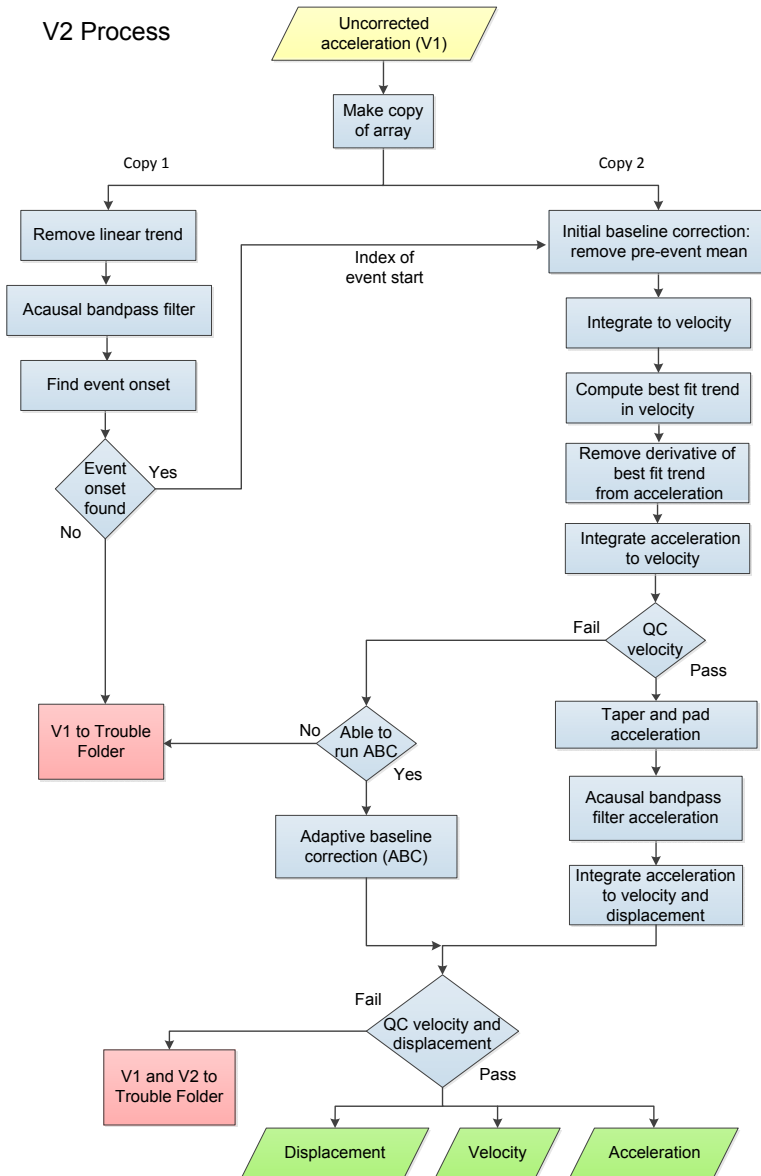 V2 Process
Uncorrected
acceleration (V1)
Make copy
of array
Copy 1
Copy 2
Remove linear trend
Acausal bandpass filter
Find event onset
Event
onset
found
Yes
No
Index of
event start
Initial baseline correction:
remove pre-event mean
Integrate to velocity
Compute best fit trend
in velocity
Remove derivative of
best fit trend
from acceleration
Integrate acceleration
to velocity
QC
velocity
Fail
Pass
V1 to Trouble
Folder
No
Able to
run ABC
Yes
Adaptive baseline
correction (ABC)
Taper and pad
acceleration
Acausal bandpass
filter acceleration
Integrate acceleration
to velocity and
displacement
Fail
QC velocity and
displacement
Pass
V1 and V2 to
Trouble Folder
Displacement
Velocity
Acceleration